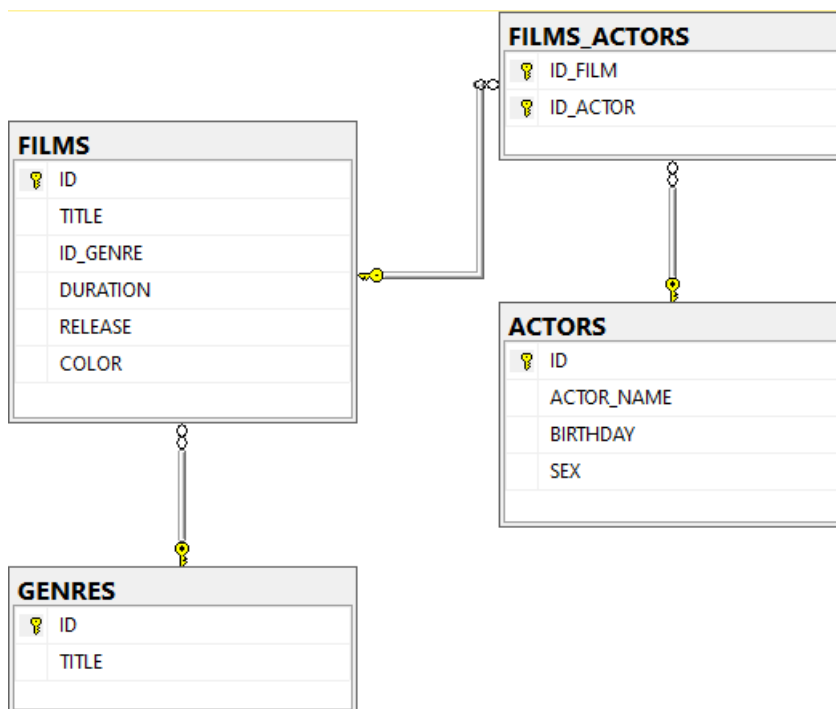 FILMS_ACTORS
ID_FILM
ID_ACTOR
FILMS
ID
TITLE
ID_GENRE
DURATION
RELEASE
COLOR
ACTORS
ID
ACTOR_NAME
BIRTHDAY
SEX
GENRES
ID
TITLE